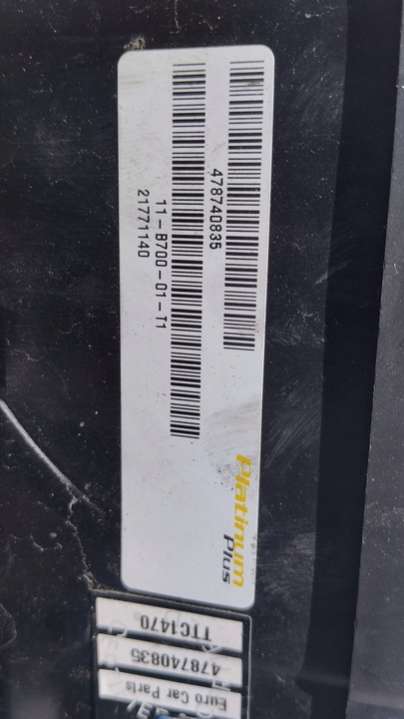 478740835
11-B700-01-T1
21771140
Platinum
Plus
TTC1470
478740835
Euro Car Parts